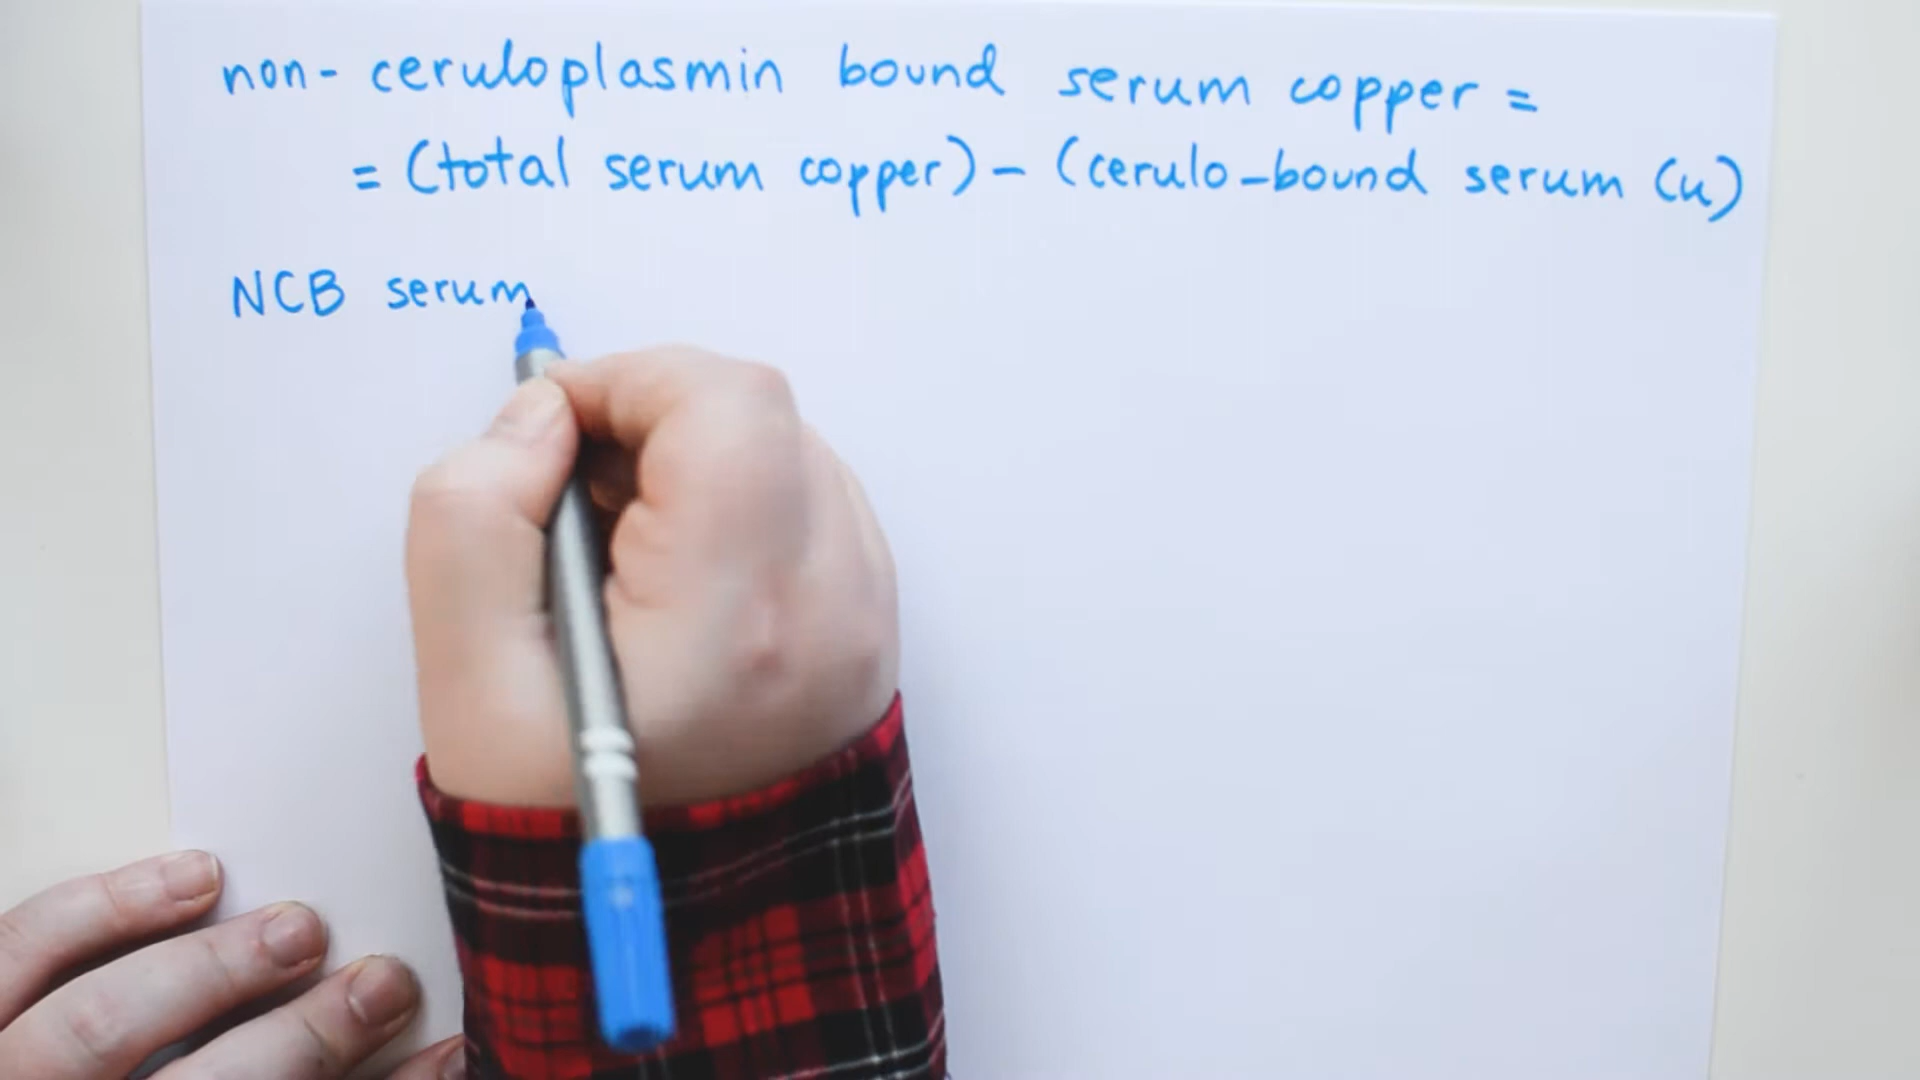 non-ceruloplasmin bound serum copper =
= (total serum copper) - (cerulo-bound serum Cu)
NCB serum